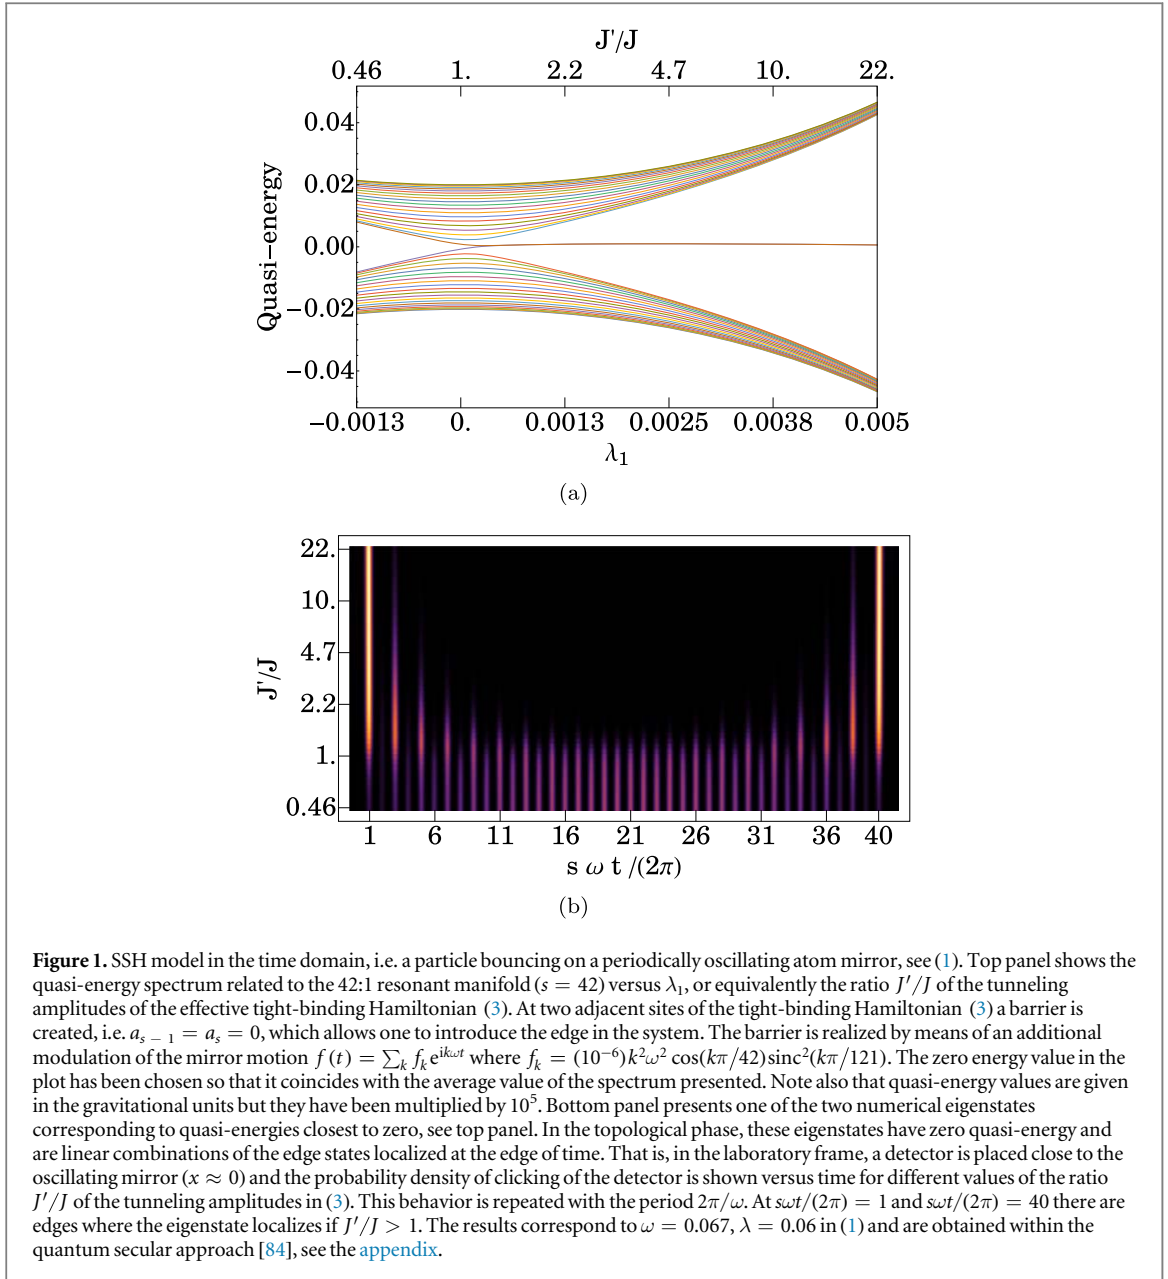 J'/J
0.46 1. 2.2 4.7 10. 22.
0.04
0.02
0.00
−0.02
−0.04
Quasi−energy
−0.0013 0. 0.0013 0.0025 0.0038 0.005
λ₁
(a)
22.
10.
4.7
2.2
1.
0.46
J'/J
1 6 11 16 21 26 31 36 40
s ω t /(2π)
(b)
Figure 1. SSH model in the time domain, i.e. a particle bouncing on a periodically oscillating atom mirror, see (1). Top panel shows the
quasi-energy spectrum related to the 42:1 resonant manifold (s = 42) versus λ₁, or equivalently the ratio J′/J of the tunneling
amplitudes of the effective tight-binding Hamiltonian (3). At two adjacent sites of the tight-binding Hamiltonian (3) a barrier is
created, i.e. aₛ ₋ ₁ = aₛ = 0, which allows one to introduce the edge in the system. The barrier is realized by means of an additional
modulation of the mirror motion f (t) = ∑ₖ fₖe^{ikωt} where fₖ = (10⁻⁶)k²ω² cos(kπ/42)sinc²(kπ/121). The zero energy value in the
plot has been chosen so that it coincides with the average value of the spectrum presented. Note also that quasi-energy values are given
in the gravitational units but they have been multiplied by 10⁵. Bottom panel presents one of the two numerical eigenstates
corresponding to quasi-energies closest to zero, see top panel. In the topological phase, these eigenstates have zero quasi-energy and
are linear combinations of the edge states localized at the edge of time. That is, in the laboratory frame, a detector is placed close to the
oscillating mirror (x ≈ 0) and the probability density of clicking of the detector is shown versus time for different values of the ratio
J′/J of the tunneling amplitudes in (3). This behavior is repeated with the period 2π/ω. At sωt/(2π) = 1 and sωt/(2π) = 40 there are
edges where the eigenstate localizes if J′/J > 1. The results correspond to ω = 0.067, λ = 0.06 in (1) and are obtained within the
quantum secular approach [84], see the appendix.